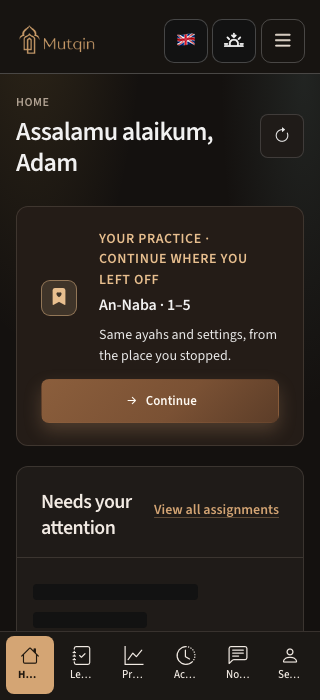 Mutqin
HOME
Assalamu alaikum,
Adam
YOUR PRACTICE ·
CONTINUE WHERE YOU
LEFT OFF
An-Naba · 1–5
Same ayahs and settings, from
the place you stopped.
→ Continue
Needs your
attention
View all assignments
H... Le... Pr... Ac... No... Se...